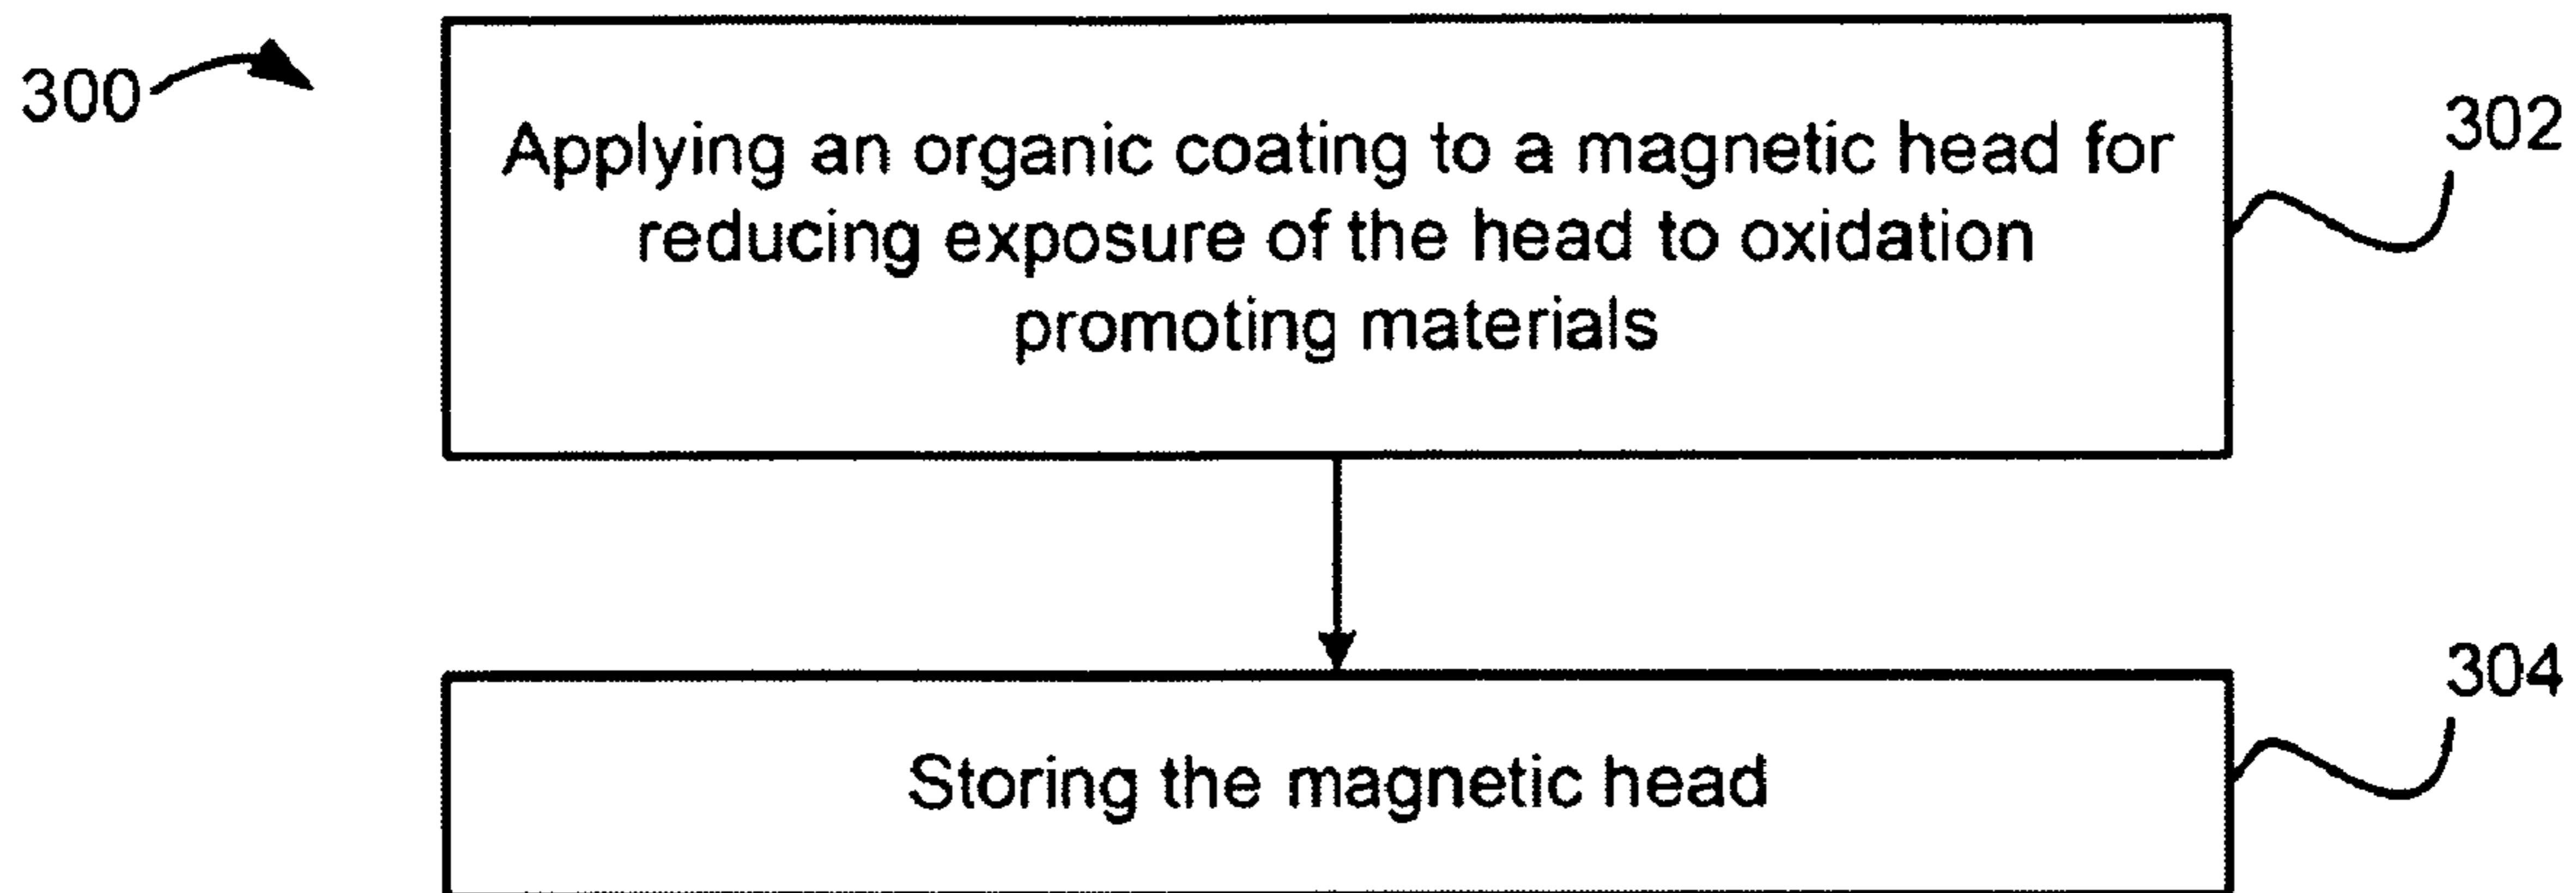 300
Applying an organic coating to a magnetic head for
reducing exposure of the head to oxidation
promoting materials
302
Storing the magnetic head
304